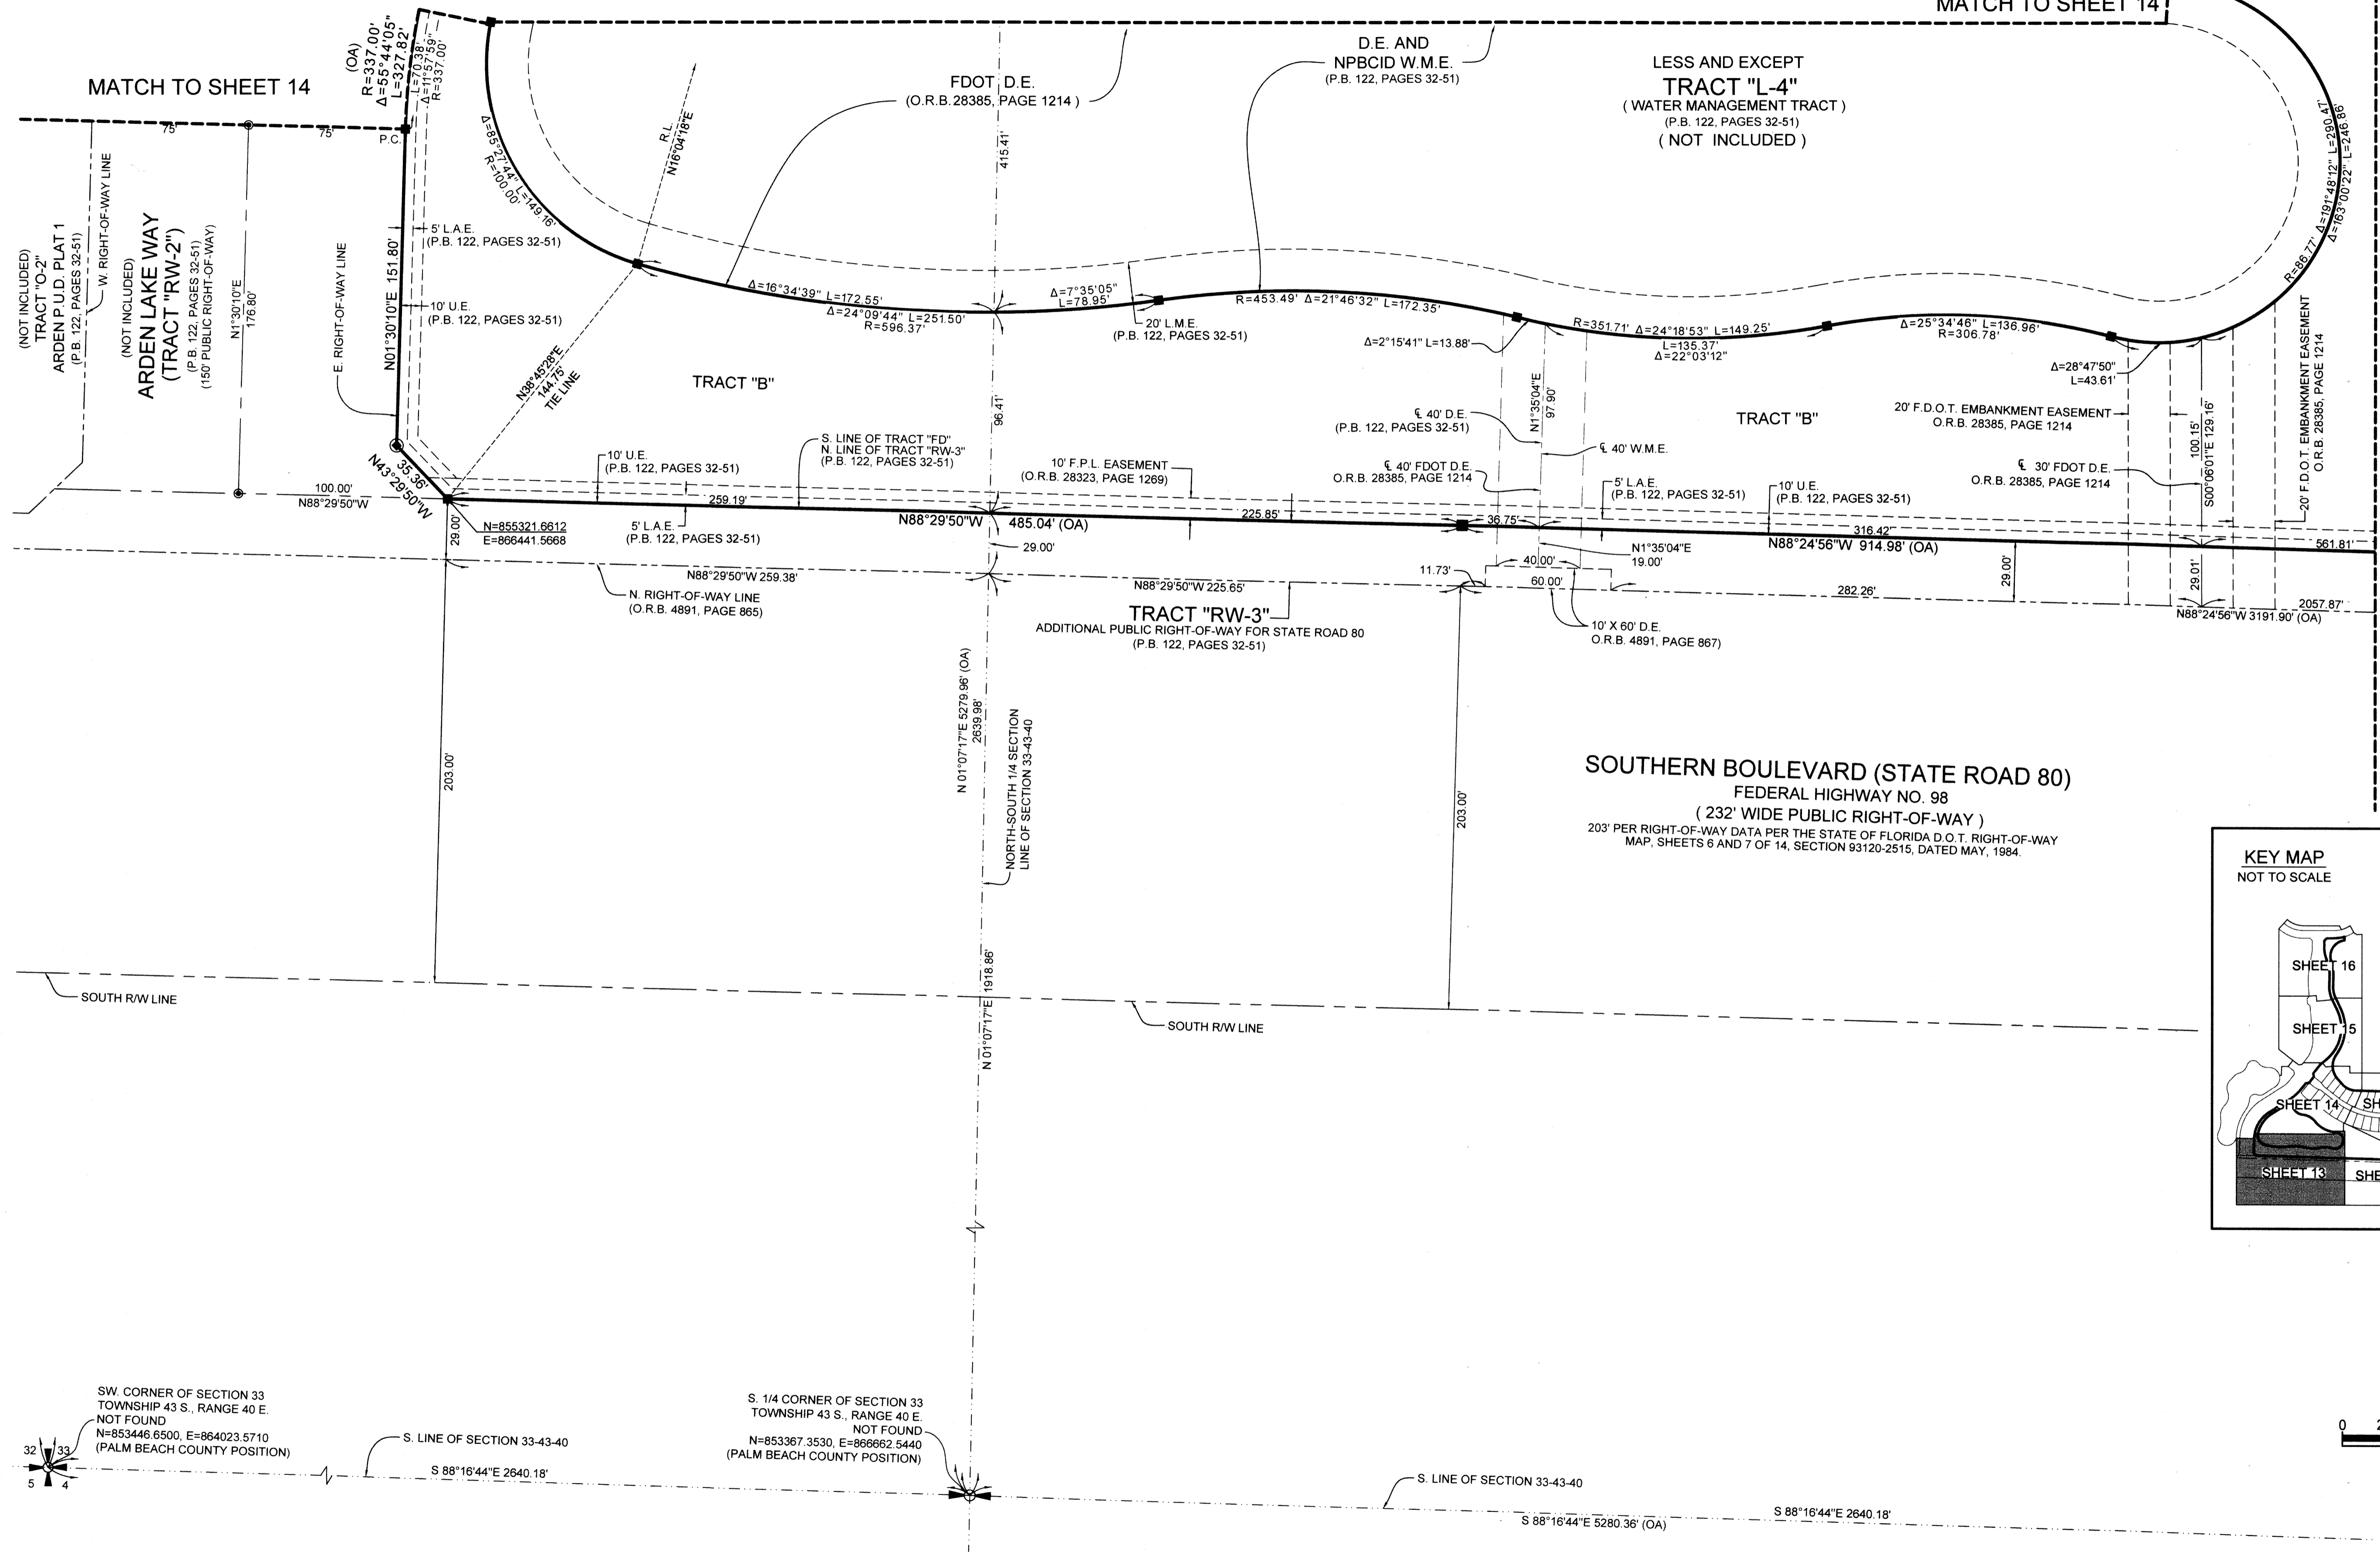 MATCH TO SHEET 14
MATCH TO SHEET 14
(OA)
R=337.00'
Δ=55°44'05"
L=327.82'
L=70.38'
Δ=11°57'59"
R=337.00'
75'
75'
P.C.
(NOT INCLUDED)
TRACT "O-2"
ARDEN P.U.D. PLAT 1
(P.B. 122, PAGES 32-51)
W. RIGHT-OF-WAY LINE
(NOT INCLUDED)
ARDEN LAKE WAY
(TRACT "RW-2")
(P.B. 122, PAGES 32-51)
(150' PUBLIC RIGHT-OF-WAY)
N1°30'10"E
176.80'
E. RIGHT-OF-WAY LINE
N01°30'10"E 151.80'
5' L.A.E.
(P.B. 122, PAGES 32-51)
10' U.E.
(P.B. 122, PAGES 32-51)
Δ=85°27'44" L=149.16'
R=100.00'
R.L.
N16°04'18"E
FDOT D.E.
(O.R.B.28385, PAGE 1214 )
415.41'
D.E. AND
NPBCID W.M.E.
(P.B. 122, PAGES 32-51)
LESS AND EXCEPT
TRACT "L-4"
( WATER MANAGEMENT TRACT )
(P.B. 122, PAGES 32-51)
( NOT INCLUDED )
R=86.77' Δ=191°48'12" L=290.47'
Δ=163°00'22" L=246.86'
Δ=16°34'39" L=172.55'
Δ=24°09'44" L=251.50'
R=596.37'
Δ=7°35'05"
L=78.95'
20' L.M.E.
(P.B. 122, PAGES 32-51)
R=453.49' Δ=21°46'32" L=172.35'
Δ=2°15'41" L=13.88'
R=351.71' Δ=24°18'53" L=149.25'
L=135.37'
Δ=22°03'12"
Δ=25°34'46" L=136.96'
R=306.78'
Δ=28°47'50"
L=43.61'
N38°45'28"E
144.75'
TIE LINE
TRACT "B"
96.41'
N1°35'04"E
97.90'
℄ 40' D.E.
(P.B. 122, PAGES 32-51)
℄ 40' W.M.E.
℄ 40' FDOT D.E.
O.R.B. 28385, PAGE 1214
TRACT "B"
20' F.D.O.T. EMBANKMENT EASEMENT
O.R.B. 28385, PAGE 1214
℄ 30' FDOT D.E.
O.R.B. 28385, PAGE 1214
100.15'
S00°06'01"E 129.16'
20' F.D.O.T. EMBANKMENT EASEMENT
O.R.B. 28385, PAGE 1214
35.36'
N43°29'50"W
100.00'
N88°29'50"W
N=855321.6612
E=866441.5668
29.00'
10' U.E.
(P.B. 122, PAGES 32-51)
S. LINE OF TRACT "FD"
N. LINE OF TRACT "RW-3"
(P.B. 122, PAGES 32-51)
10' F.P.L. EASEMENT
(O.R.B. 28323, PAGE 1269)
5' L.A.E.
(P.B. 122, PAGES 32-51)
10' U.E.
(P.B. 122, PAGES 32-51)
259.19'
5' L.A.E.
(P.B. 122, PAGES 32-51)
N88°29'50"W 485.04' (OA)
225.85'
36.75'
316.42'
N88°24'56"W 914.98' (OA)
561.81'
29.00'
N1°35'04"E
19.00'
29.00'
29.01'
N88°29'50"W 259.38'
N88°29'50"W 225.65'
11.73'
40.00'
60.00'
282.26'
2057.87'
N88°24'56"W 3191.90' (OA)
N. RIGHT-OF-WAY LINE
(O.R.B. 4891, PAGE 865)
TRACT "RW-3"
ADDITIONAL PUBLIC RIGHT-OF-WAY FOR STATE ROAD 80
(P.B. 122, PAGES 32-51)
10' X 60' D.E.
O.R.B. 4891, PAGE 867)
203.00'
N 01°07'17"E 5279.96' (OA)
2639.98'
NORTH-SOUTH 1/4 SECTION
LINE OF SECTION 33-43-40
203.00'
SOUTHERN BOULEVARD (STATE ROAD 80)
FEDERAL HIGHWAY NO. 98
( 232' WIDE PUBLIC RIGHT-OF-WAY )
203' PER RIGHT-OF-WAY DATA PER THE STATE OF FLORIDA D.O.T. RIGHT-OF-WAY
MAP, SHEETS 6 AND 7 OF 14, SECTION 93120-2515, DATED MAY, 1984.
KEY MAP
NOT TO SCALE
SHEET 16
SHEET 15
SHEET 14
SH
SHEET 13
SHE
SOUTH R/W LINE
N 01°07'17"E 1918.86'
SOUTH R/W LINE
SW. CORNER OF SECTION 33
TOWNSHIP 43 S., RANGE 40 E.
NOT FOUND
N=853446.6500, E=864023.5710
(PALM BEACH COUNTY POSITION)
32
33
5
4
S. LINE OF SECTION 33-43-40
S 88°16'44"E 2640.18'
S. 1/4 CORNER OF SECTION 33
TOWNSHIP 43 S., RANGE 40 E.
NOT FOUND
N=853367.3530, E=866662.5440
(PALM BEACH COUNTY POSITION)
S. LINE OF SECTION 33-43-40
S 88°16'44"E 5280.36' (OA)
S 88°16'44"E 2640.18'
0
2